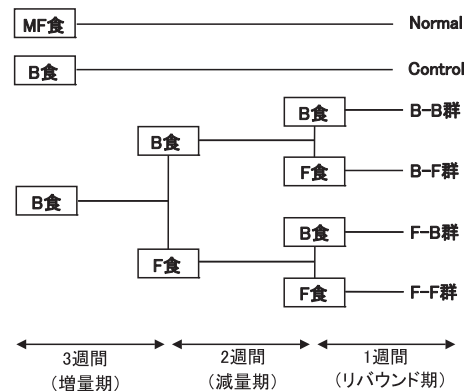 MF食 Normal
B食 Control
B食 B-B群
B食
F食 B-F群
B食
B食 F-B群
F食
F食 F-F群
3週間 2週間 1週間
(増量期) (減量期) (リバウンド期)